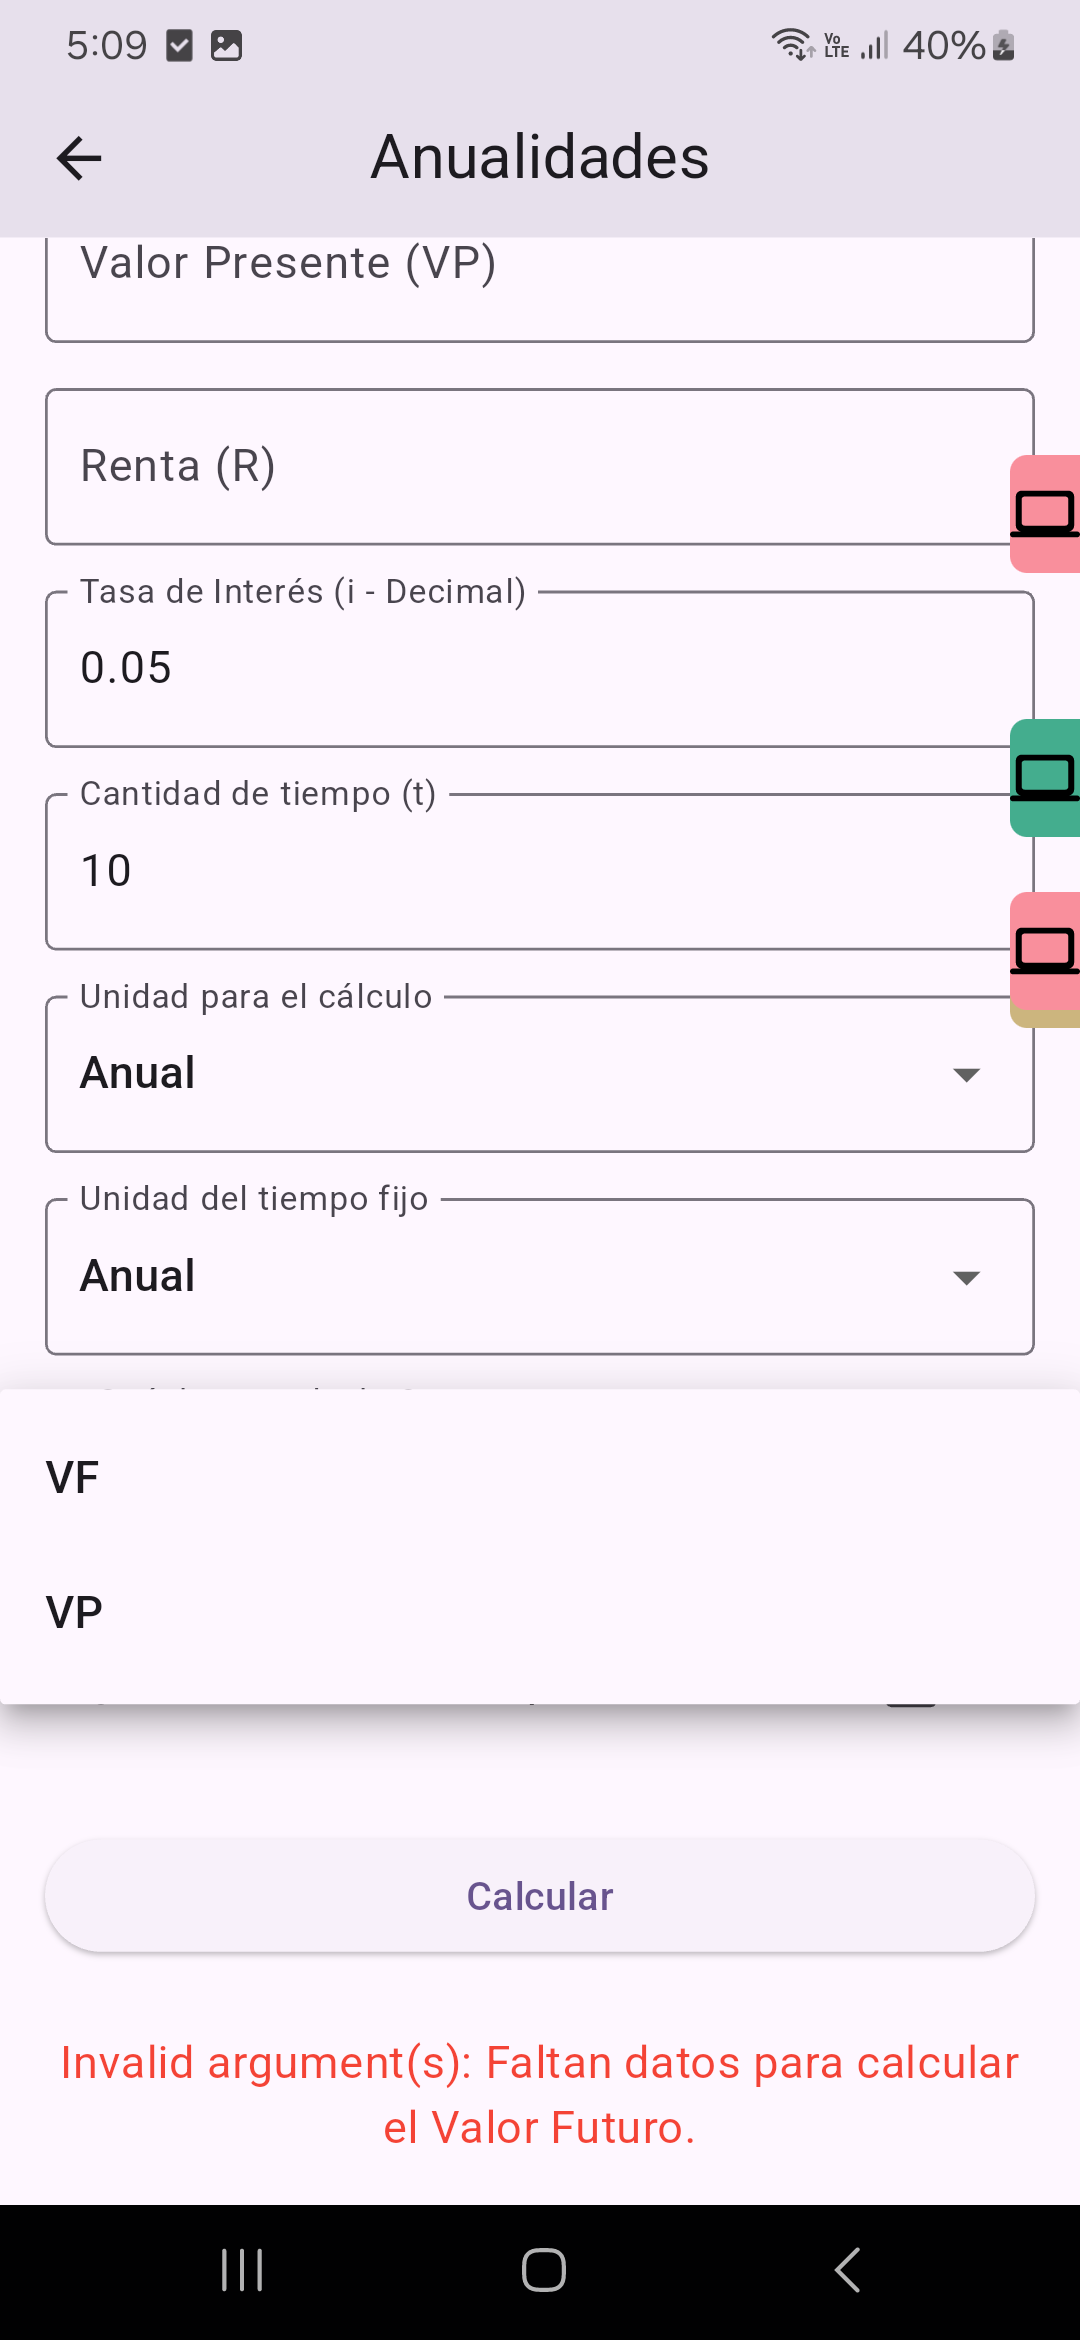 5:09
Vo
LTE
40%
Anualidades
Valor Presente (VP)
Renta (R)
Tasa de Interés (i - Decimal)
0.05
Cantidad de tiempo (t)
10
Unidad para el cálculo
Anual
Unidad del tiempo fijo
Anual
VF
VP
Calcular
Invalid argument(s): Faltan datos para calcular
el Valor Futuro.